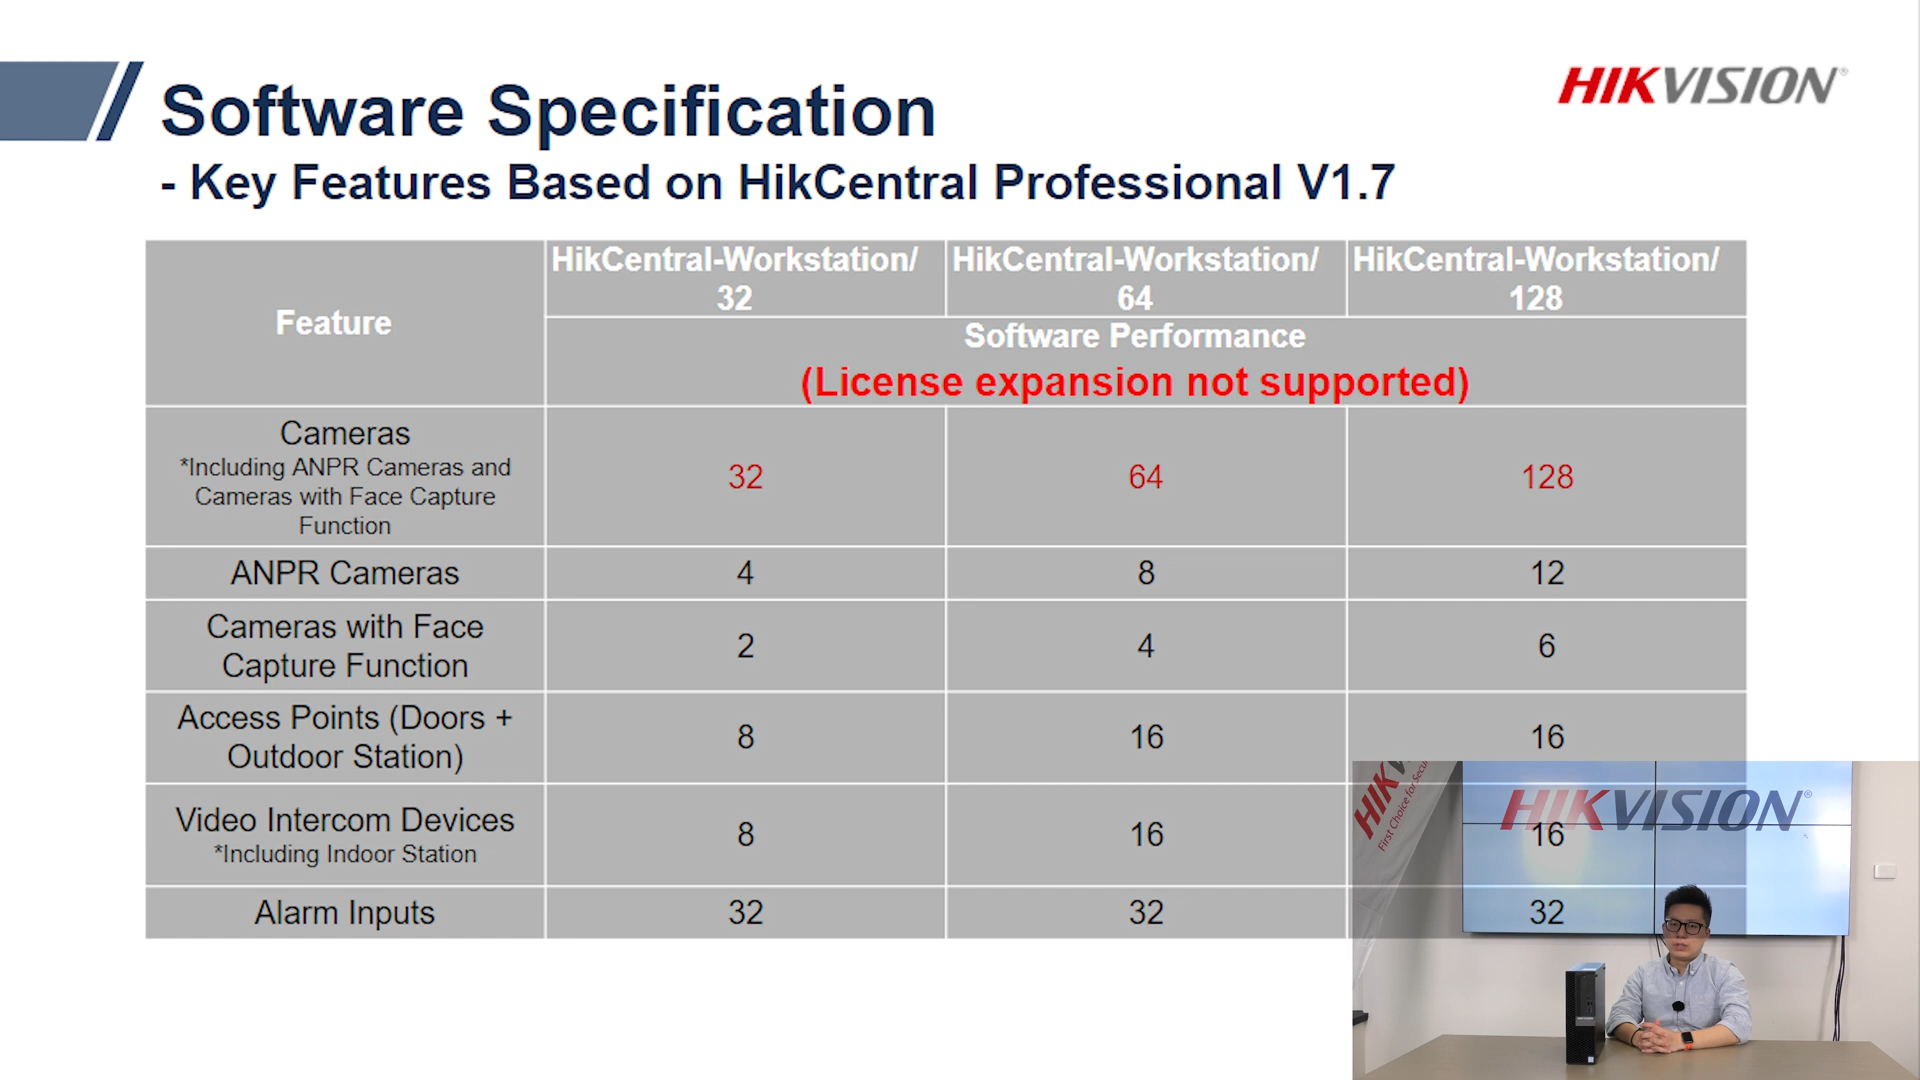 HIKVISION®
Software Specification
- Key Features Based on HikCentral Professional V1.7
Feature
HikCentral-Workstation/
32
HikCentral-Workstation/
64
HikCentral-Workstation/
128
Software Performance
(License expansion not supported)
Cameras
*Including ANPR Cameras and
Cameras with Face Capture
Function
32
64
128
ANPR Cameras
4
8
12
Cameras with Face
Capture Function
2
4
6
Access Points (Doors +
Outdoor Station)
8
16
16
Video Intercom Devices
*Including Indoor Station
8
16
16
Alarm Inputs
32
32
32
HIKVISION®
First Choice for